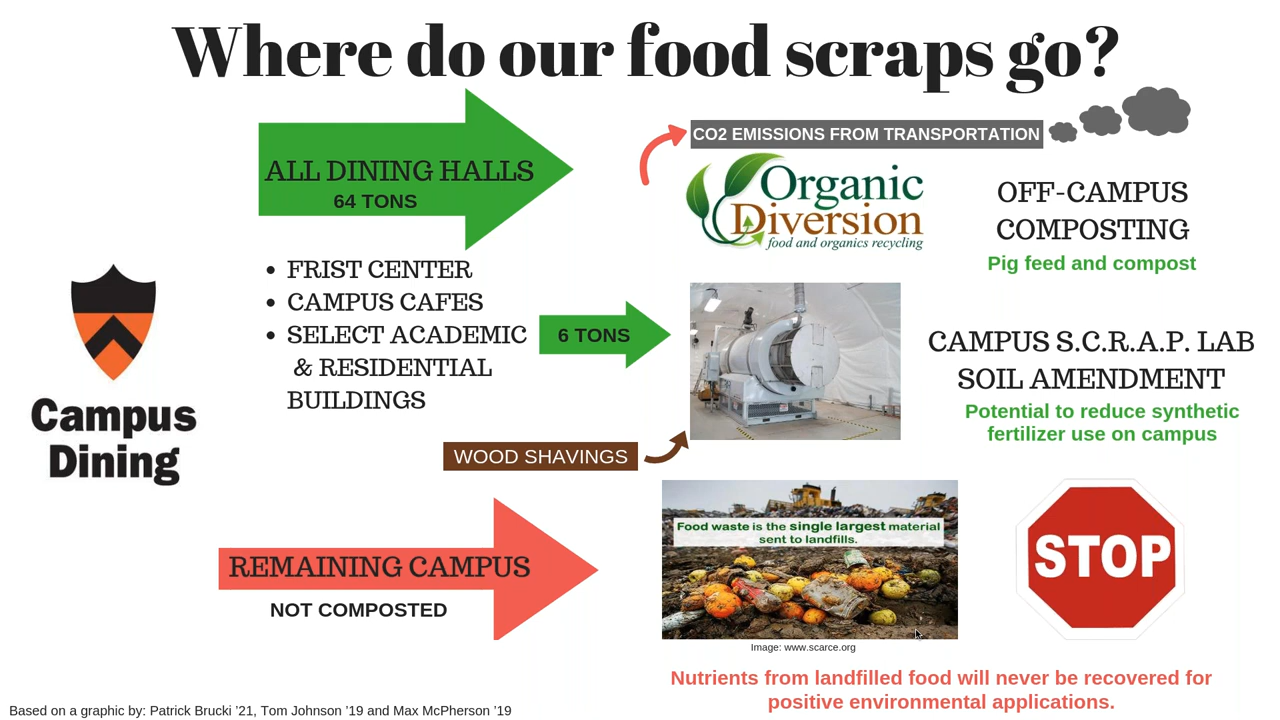 Where do our food scraps go?
ALL DINING HALLS
64 TONS
CO2 EMISSIONS FROM TRANSPORTATION
Organic
Diversion
food and organics recycling
OFF-CAMPUS
COMPOSTING
Pig feed and compost
Campus
Dining
• FRIST CENTER
• CAMPUS CAFES
• SELECT ACADEMIC
& RESIDENTIAL
BUILDINGS
6 TONS
WOOD SHAVINGS
CAMPUS S.C.R.A.P. LAB
SOIL AMENDMENT
Potential to reduce synthetic
fertilizer use on campus
REMAINING CAMPUS
NOT COMPOSTED
Food waste is the single largest material
sent to landfills.
STOP
Image: www.scarce.org
Nutrients from landfilled food will never be recovered for
positive environmental applications.
Based on a graphic by: Patrick Brucki ’21, Tom Johnson ’19 and Max McPherson ’19